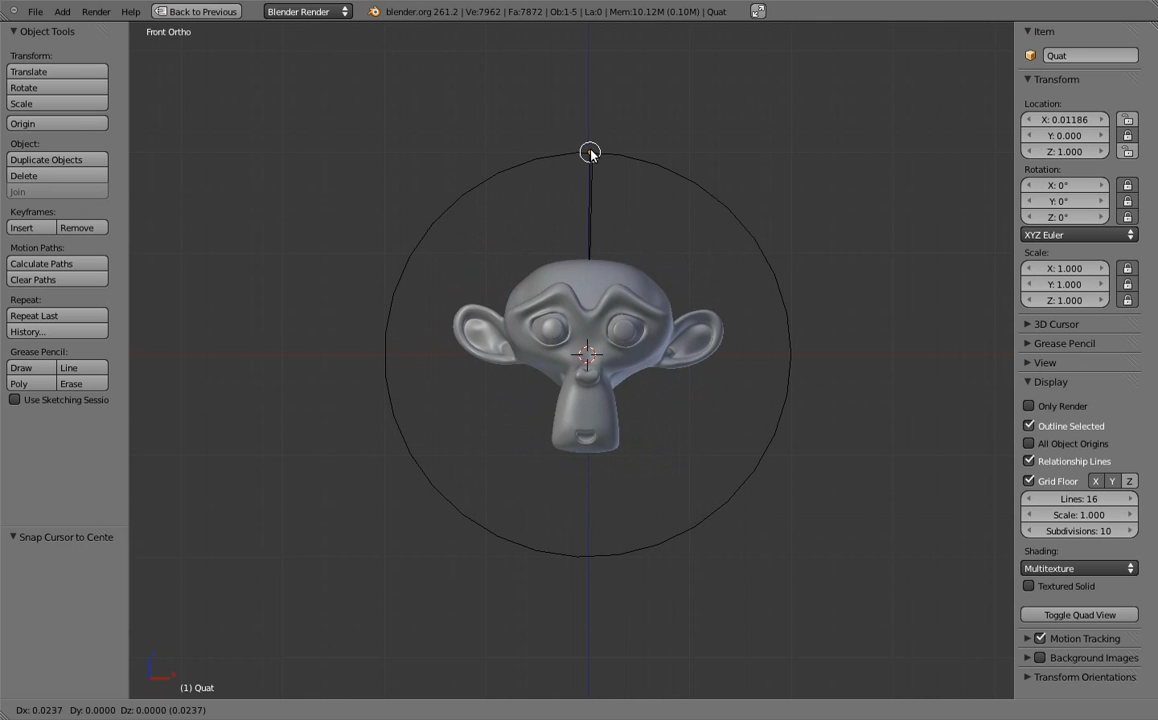 File Add Render Help Back to Previous Blender Render blender.org 261.2 | Ve:7962 | Fa:7872 | Ob:1-5 | La:0 | Mem:10.12M (0.10M) | Quat
Object Tools
Transform:
Translate
Rotate
Scale
Origin
Object:
Duplicate Objects
Delete
Join
Keyframes:
Insert Remove
Motion Paths:
Calculate Paths
Clear Paths
Repeat:
Repeat Last
History...
Grease Pencil:
Draw Line
Poly Erase
Use Sketching Sessio
Snap Cursor to Cente
Front Ortho
(1) Quat
Item
Quat
Transform
Location:
X: 0.01186
Y: 0.000
Z: 1.000
Rotation:
X: 0°
Y: 0°
Z: 0°
XYZ Euler
Scale:
X: 1.000
Y: 1.000
Z: 1.000
3D Cursor
Grease Pencil
View
Display
Only Render
Outline Selected
All Object Origins
Relationship Lines
Grid Floor X Y Z
Lines: 16
Scale: 1.000
Subdivisions: 10
Shading:
Multitexture
Textured Solid
Toggle Quad View
Motion Tracking
Background Images
Transform Orientations
Dx: 0.0237 Dy: 0.0000 Dz: 0.0000 (0.0237)